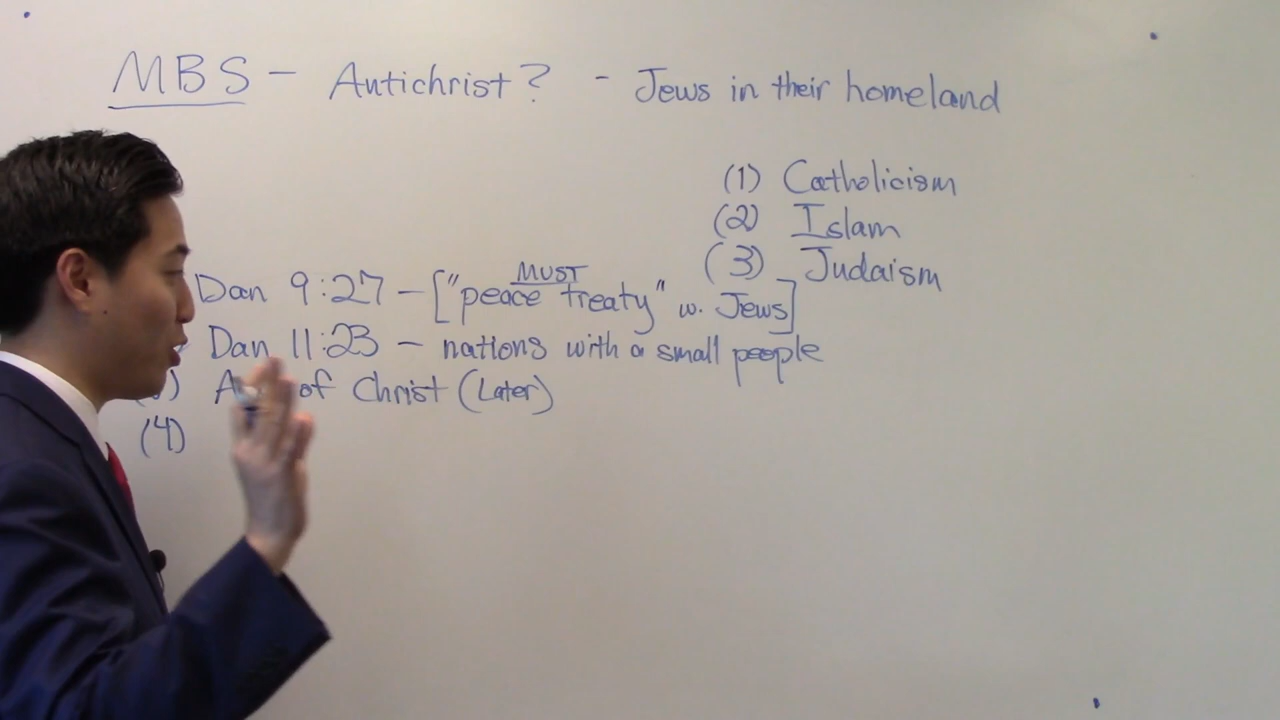 MBS - Antichrist? - Jews in their homeland
(1) Catholicism
(2) Islam
(3) Judaism
MUST
Dan 9:27 - ["peace treaty" w. Jews]
Dan 11:23 - nations with a small people
of Christ (Later)
(4)